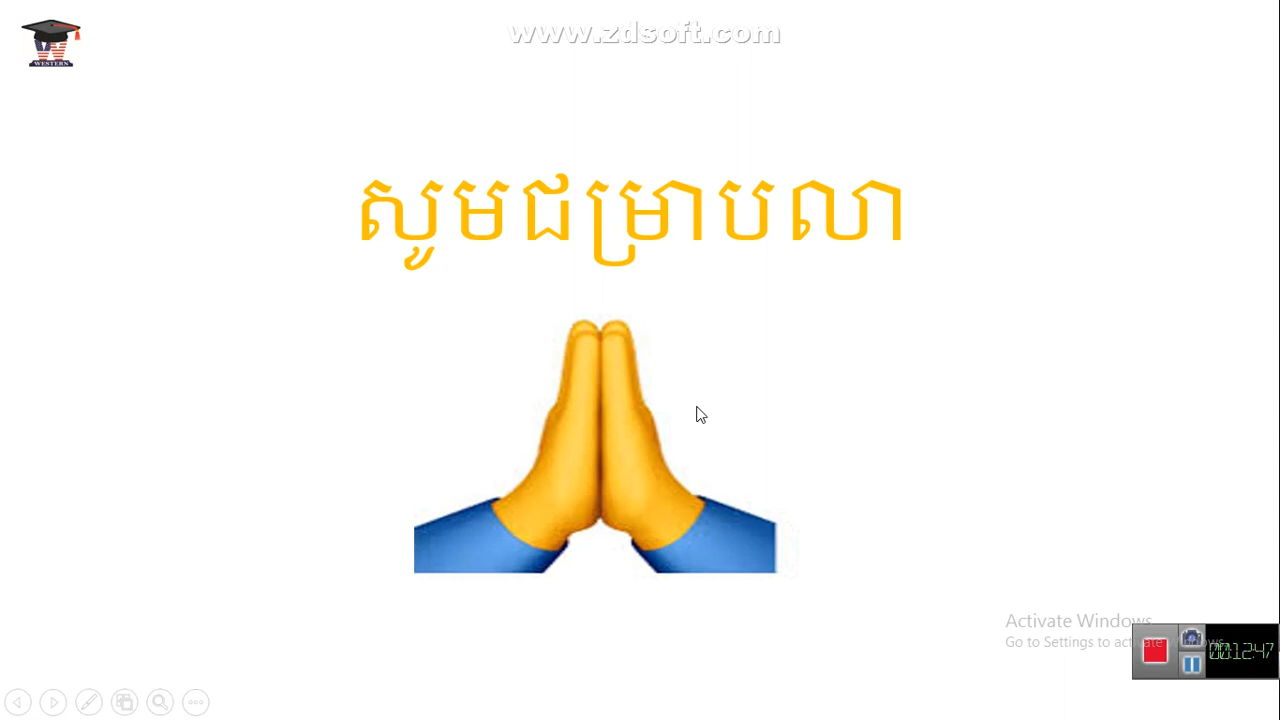 www.zdsoft.com
WESTERN
សូមជម្រាបលា
Activate Windows
Go to Settings to activate Windows.
00:12:47